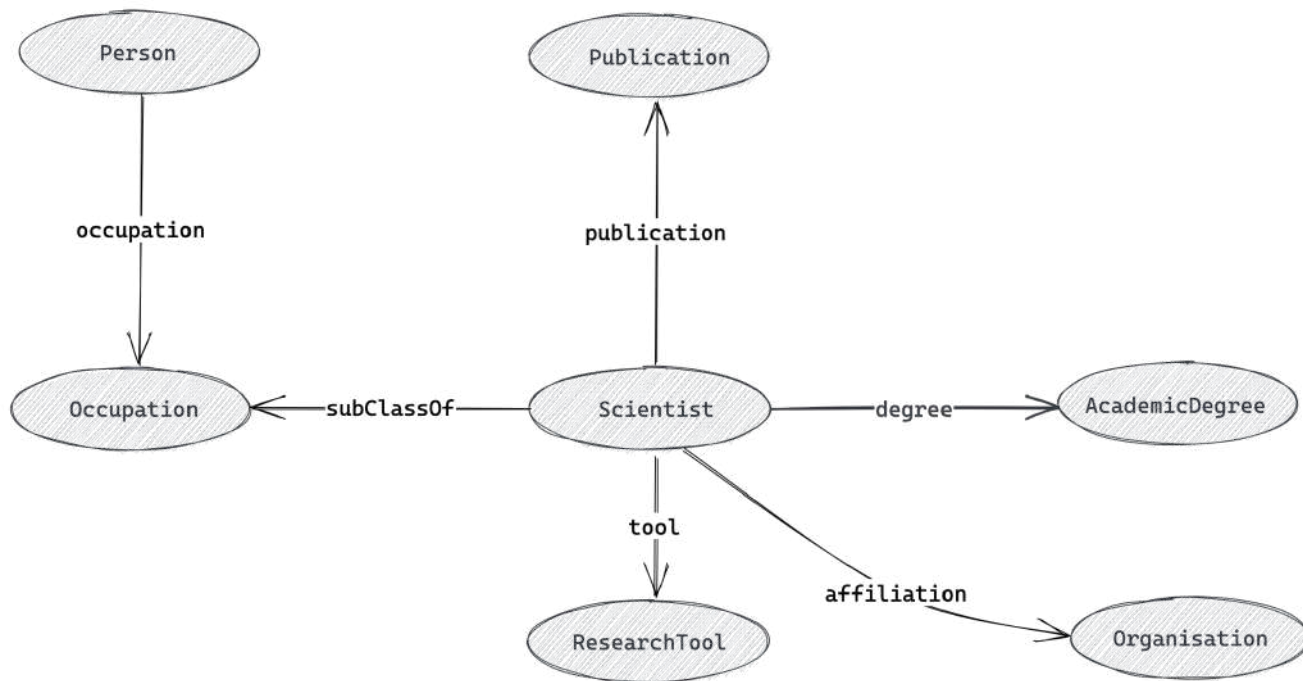 Person
Publication
occupation
publication
Occupation
subClassOf
Scientist
degree
AcademicDegree
tool
affiliation
ResearchTool
Organisation